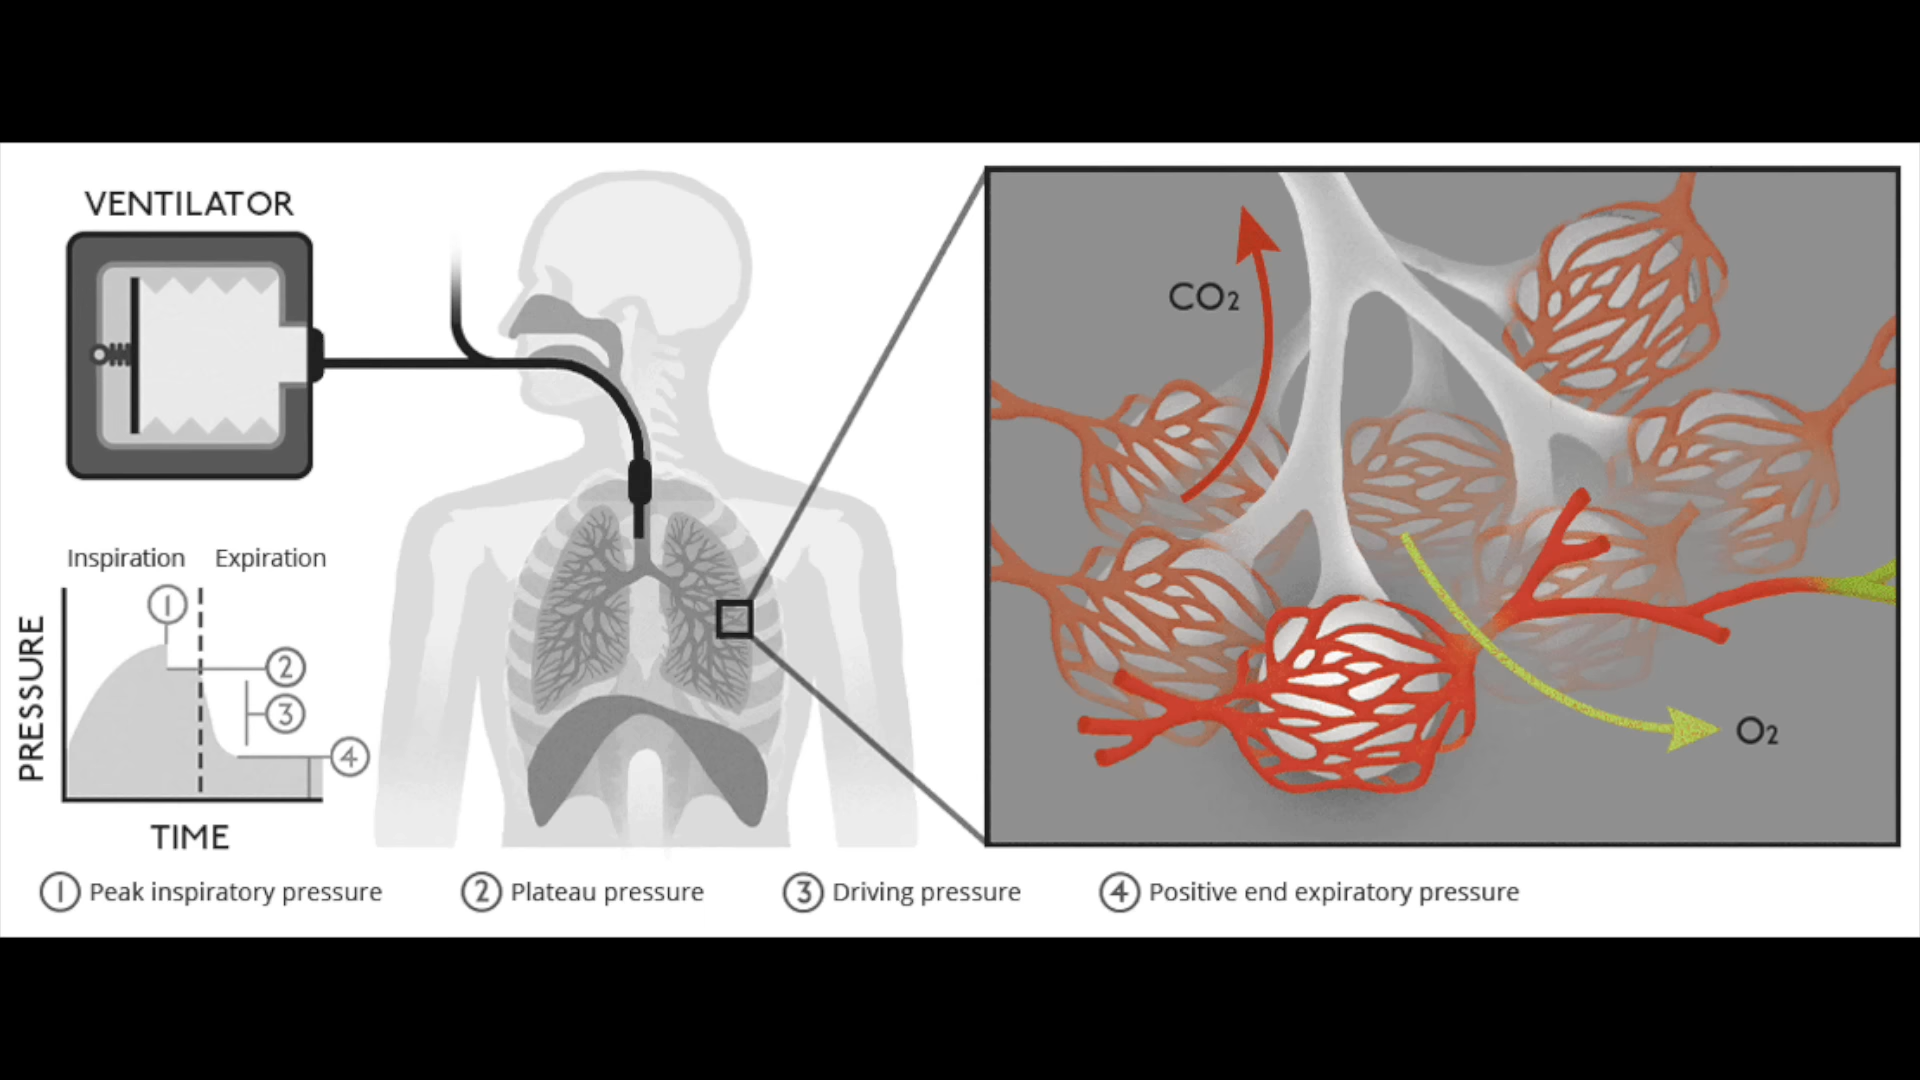 VENTILATOR
Inspiration Expiration
1
2
3
4
PRESSURE
TIME
CO2
O2
1 Peak inspiratory pressure 2 Plateau pressure 3 Driving pressure 4 Positive end expiratory pressure